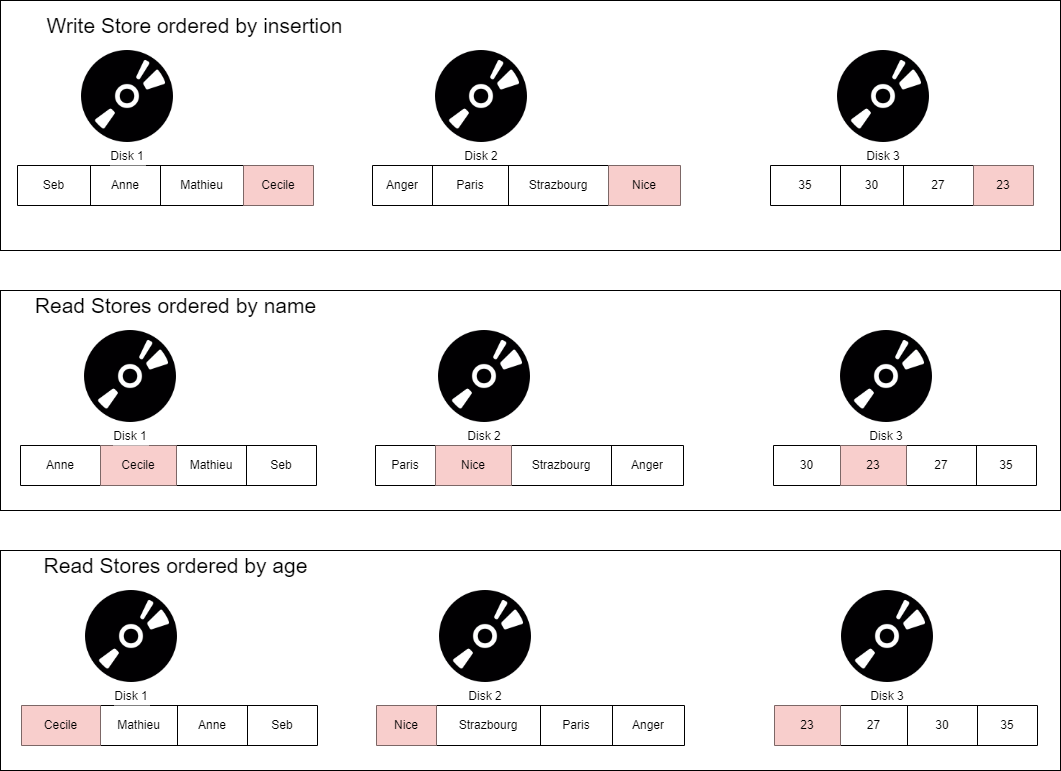 Write Store ordered by insertion
Disk 1 Disk 2 Disk 3
Seb Anne Mathieu Cecile Anger Paris Strazbourg Nice 35 30 27 23
Read Stores ordered by name
Disk 1 Disk 2 Disk 3
Anne Cecile Mathieu Seb Paris Nice Strazbourg Anger 30 23 27 35
Read Stores ordered by age
Disk 1 Disk 2 Disk 3
Cecile Mathieu Anne Seb Nice Strazbourg Paris Anger 23 27 30 35